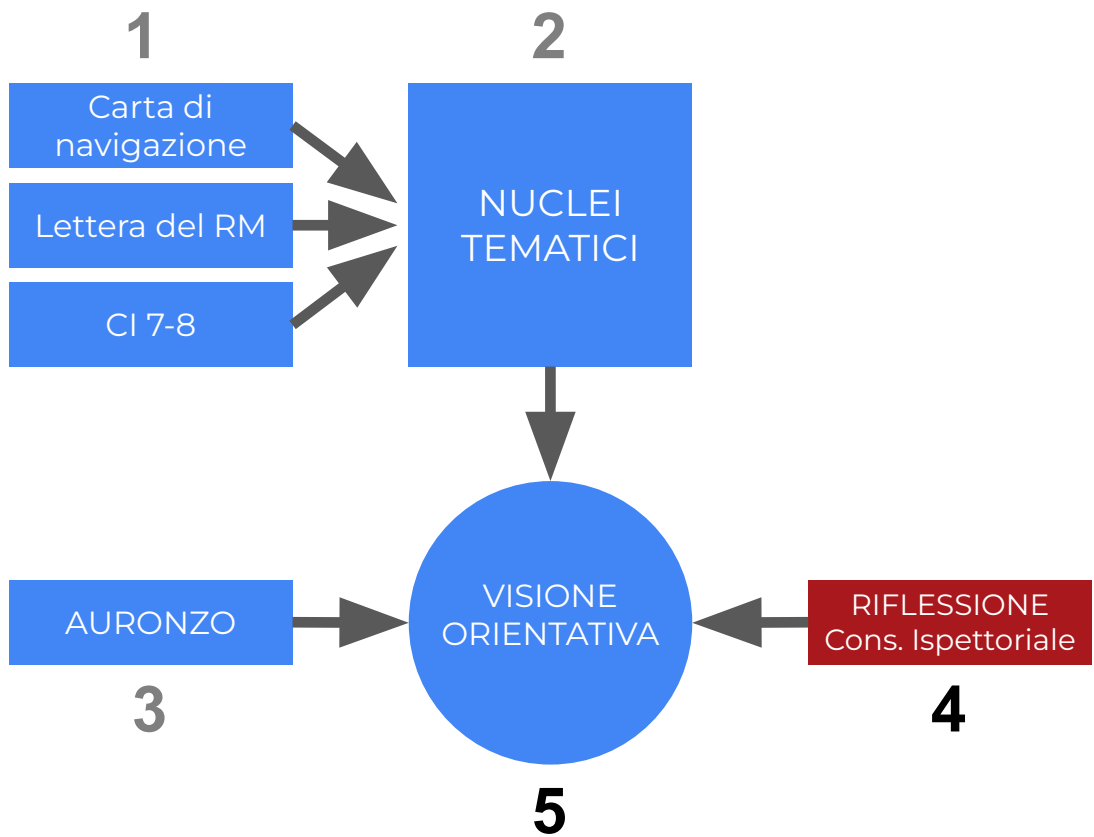 1
2
Carta di
navigazione
Lettera del RM
CI 7-8
NUCLEI
TEMATICI
AURONZO
3
VISIONE
ORIENTATIVA
RIFLESSIONE
Cons. Ispettoriale
4
5